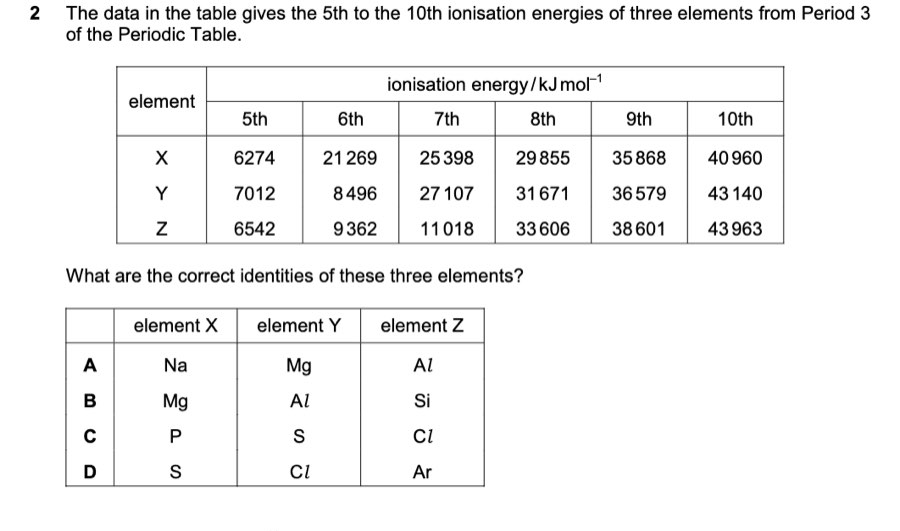 2 The data in the table gives the 5th to the 10th ionisation energies of three elements from Period 3
of the Periodic Table.
element
ionisation energy/kJ mol⁻¹
5th 6th 7th 8th 9th 10th
X 6274 21 269 25 398 29 855 35 868 40 960
Y 7012 8 496 27 107 31 671 36 579 43 140
Z 6542 9 362 11 018 33 606 38 601 43 963
What are the correct identities of these three elements?
element X element Y element Z
A Na Mg Al
B Mg Al Si
C P S Cl
D S Cl Ar